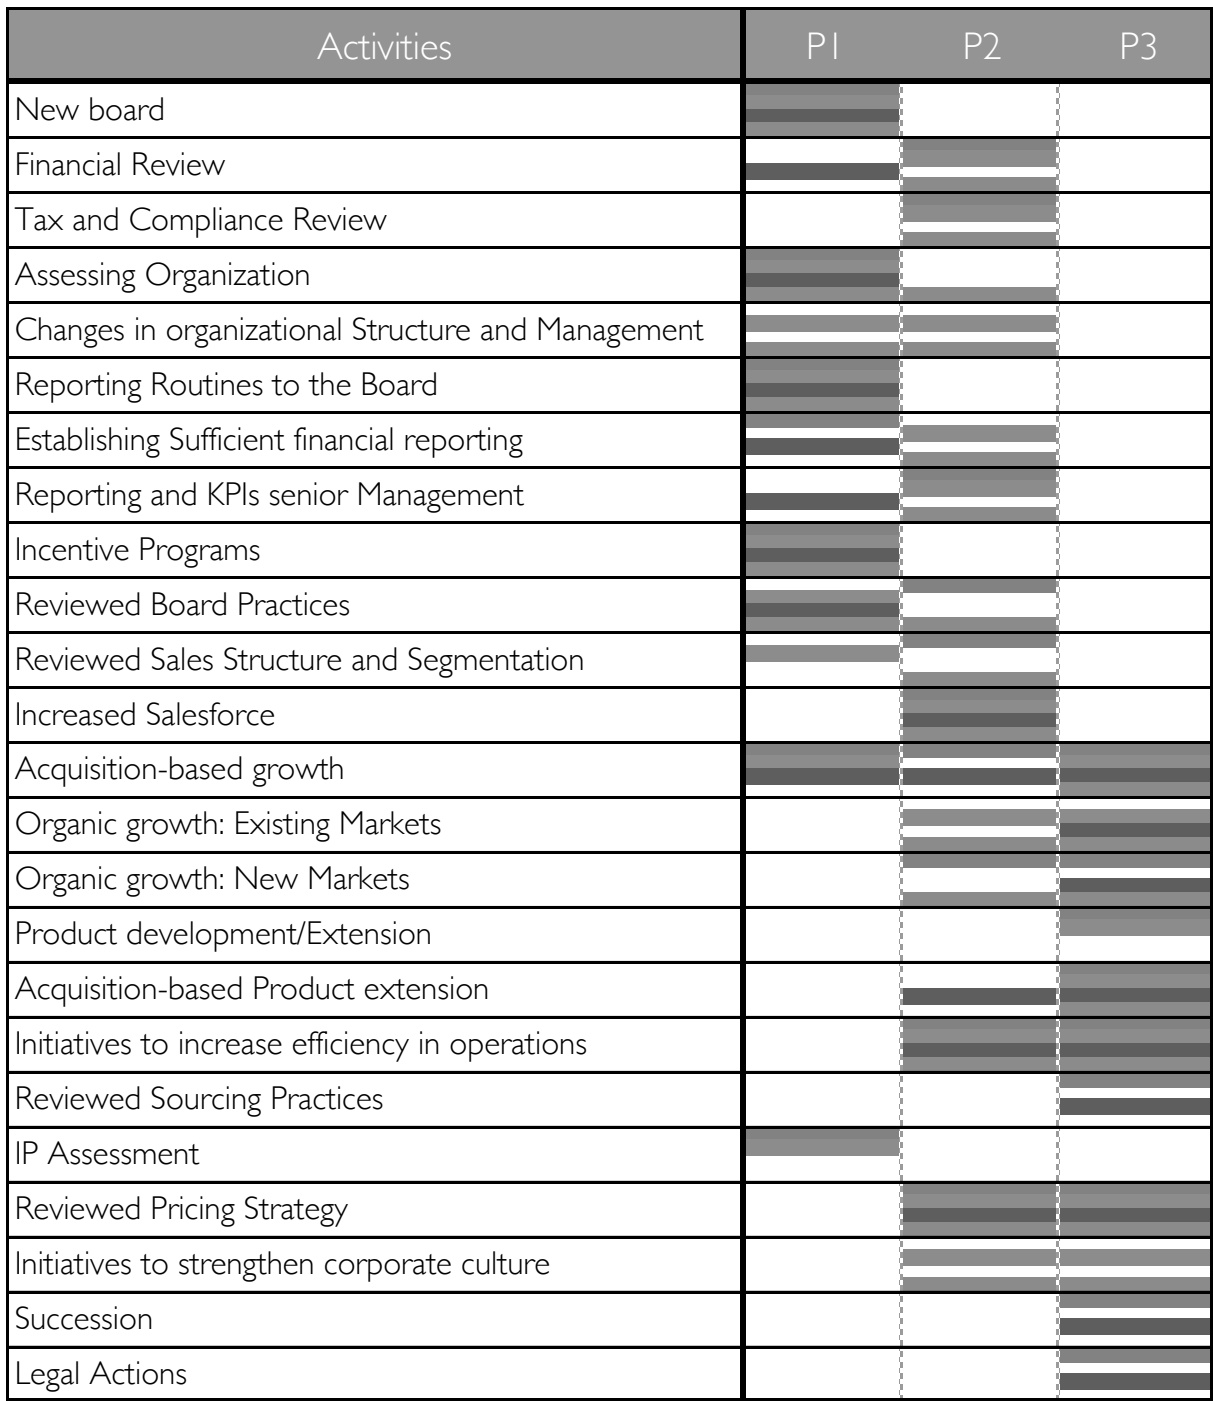 Activities P1 P2 P3
New board
Financial Review
Tax and Compliance Review
Assessing Organization
Changes in organizational Structure and Management
Reporting Routines to the Board
Establishing Sufficient financial reporting
Reporting and KPIs senior Management
Incentive Programs
Reviewed Board Practices
Reviewed Sales Structure and Segmentation
Increased Salesforce
Acquisition-based growth
Organic growth: Existing Markets
Organic growth: New Markets
Product development/Extension
Acquisition-based Product extension
Initiatives to increase efficiency in operations
Reviewed Sourcing Practices
IP Assessment
Reviewed Pricing Strategy
Initiatives to strengthen corporate culture
Succession
Legal Actions